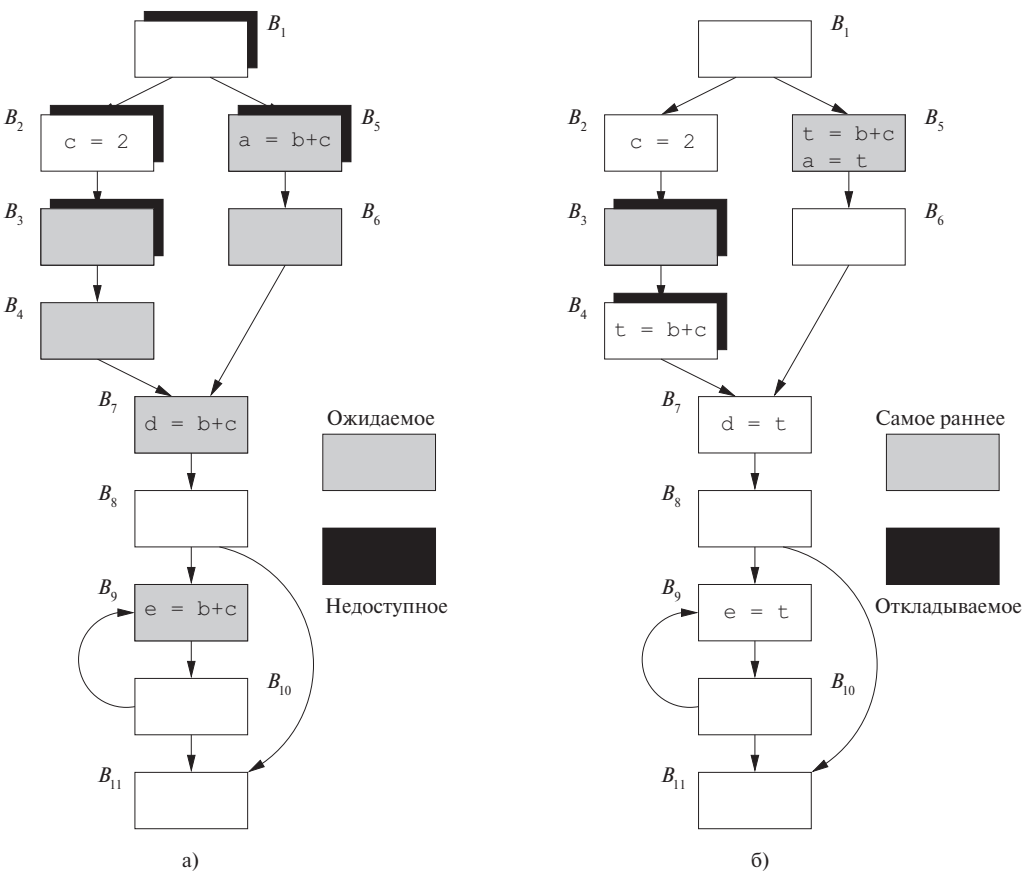 B1
B2
c = 2
a = b+c
B5
B3
B6
B4
B7
d = b+c
Ожидаемое
B8
B9
e = b+c
Недоступное
B10
B11
а)
B1
B2
c = 2
t = b+c
a = t
B5
B3
B6
B4
t = b+c
B7
d = t
Самое раннее
B8
B9
e = t
Откладываемое
B10
B11
б)